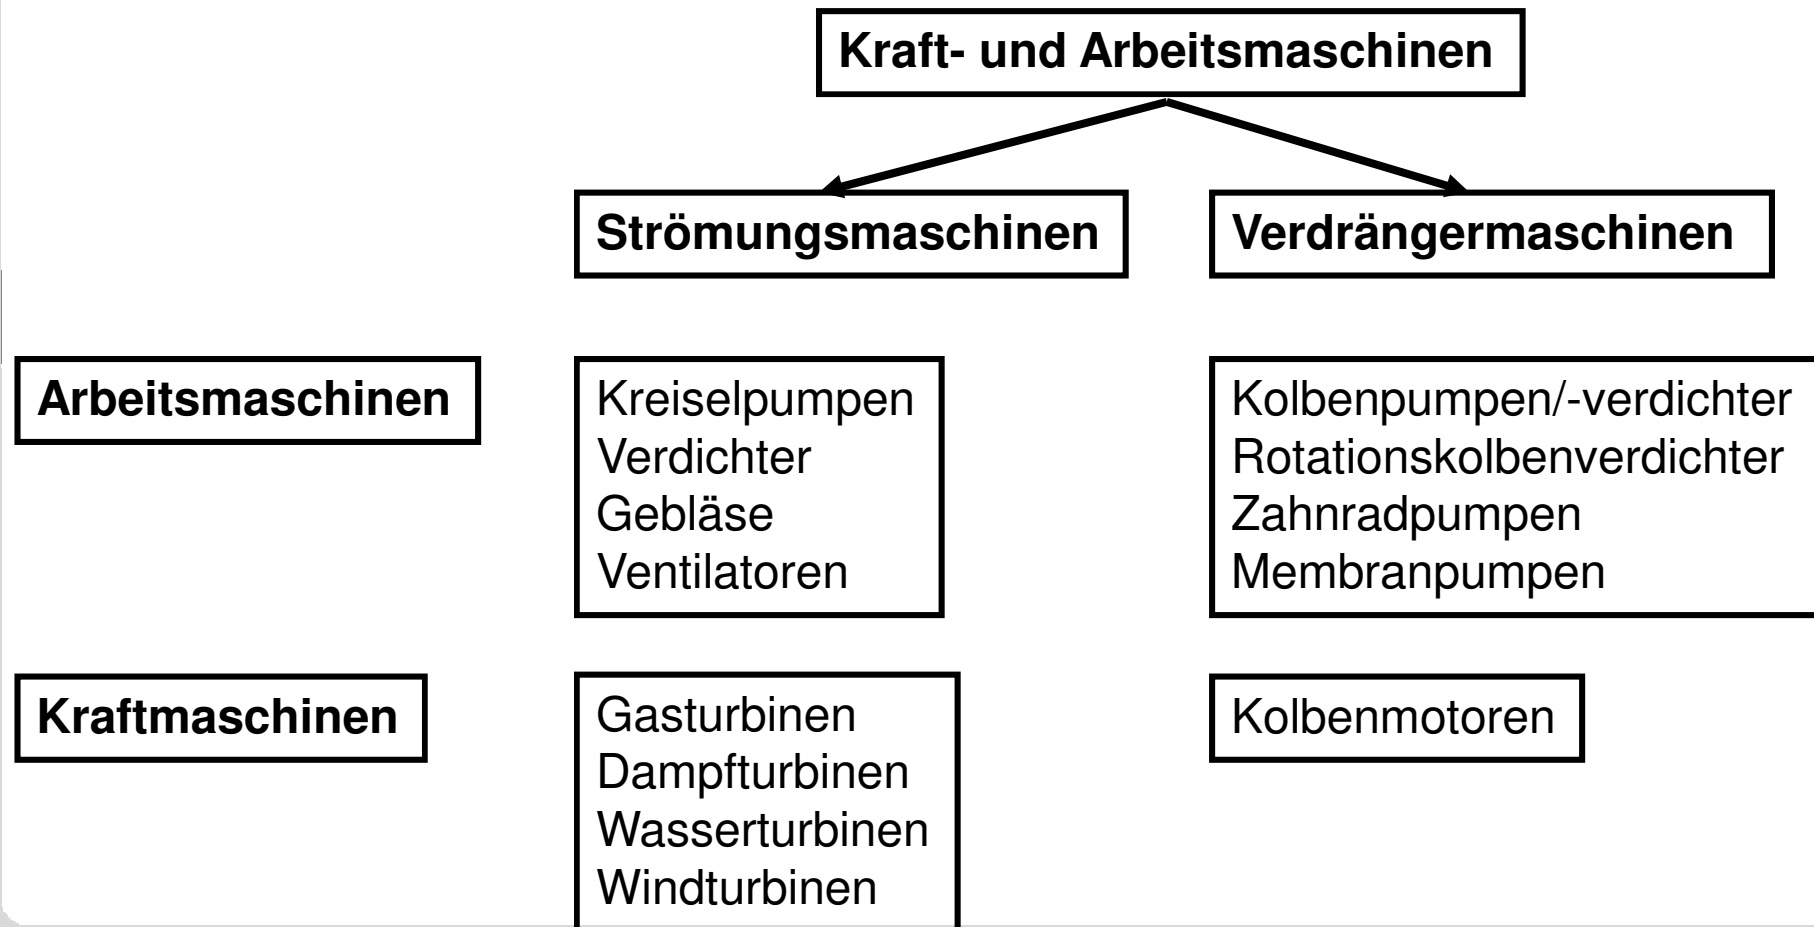 Kraft- und Arbeitsmaschinen
Strömungsmaschinen
Verdrängermaschinen
Arbeitsmaschinen
Kreiselpumpen
Verdichter
Gebläse
Ventilatoren
Kolbenpumpen/-verdichter
Rotationskolbenverdichter
Zahnradpumpen
Membranpumpen
Kraftmaschinen
Gasturbinen
Dampfturbinen
Wasserturbinen
Windturbinen
Kolbenmotoren